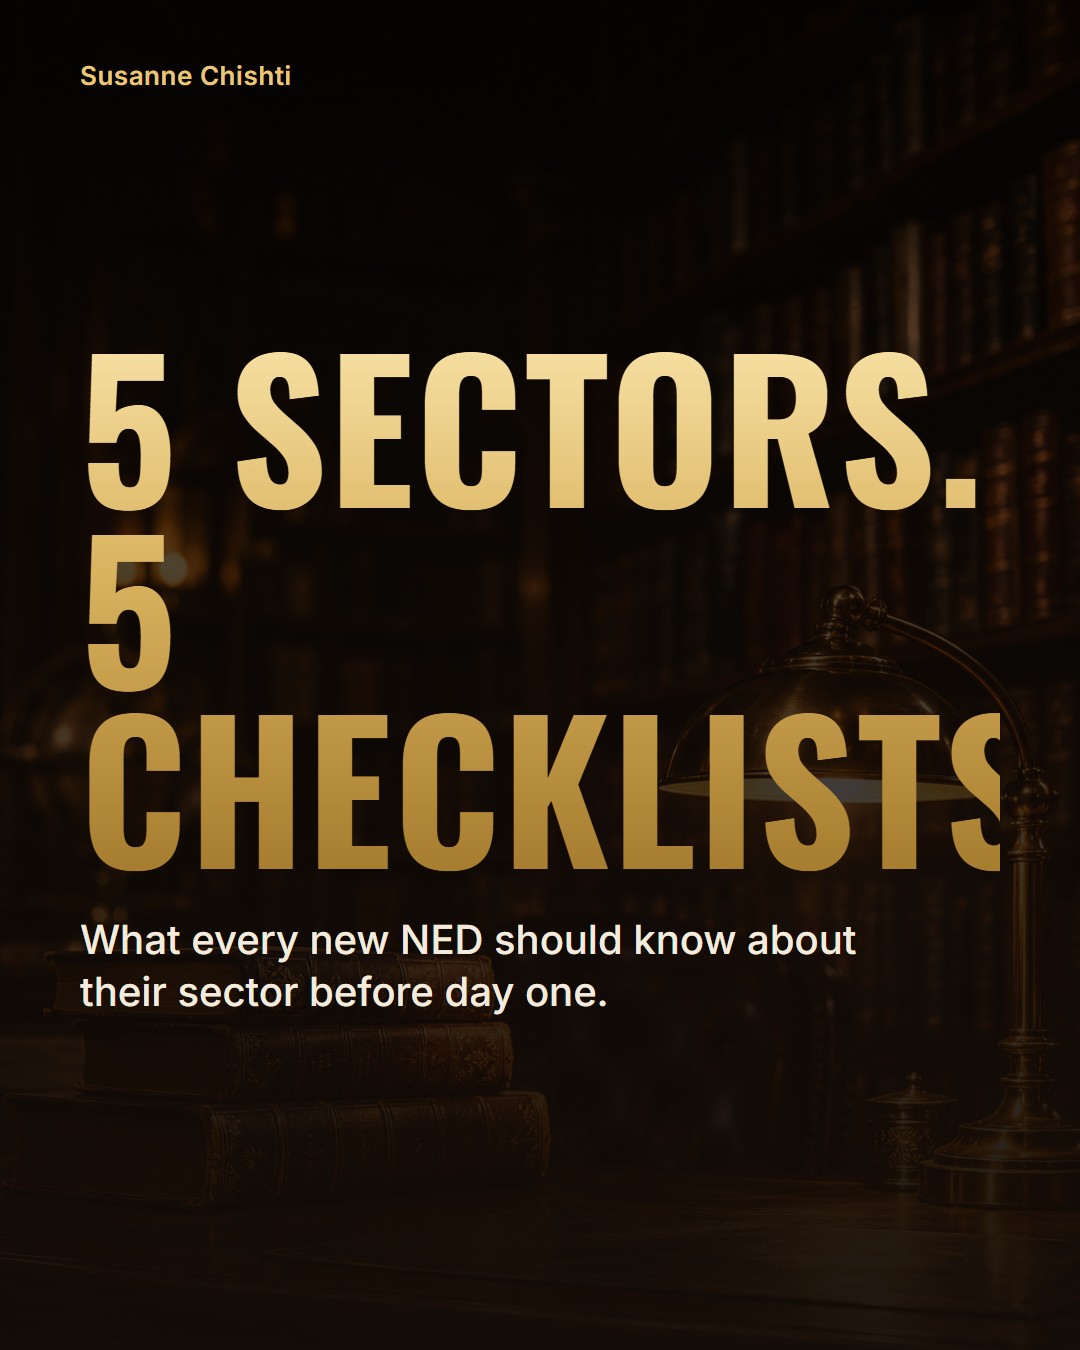 Susanne Chishti
5 SECTORS.
5
CHECKLISTS
What every new NED should know about
their sector before day one.